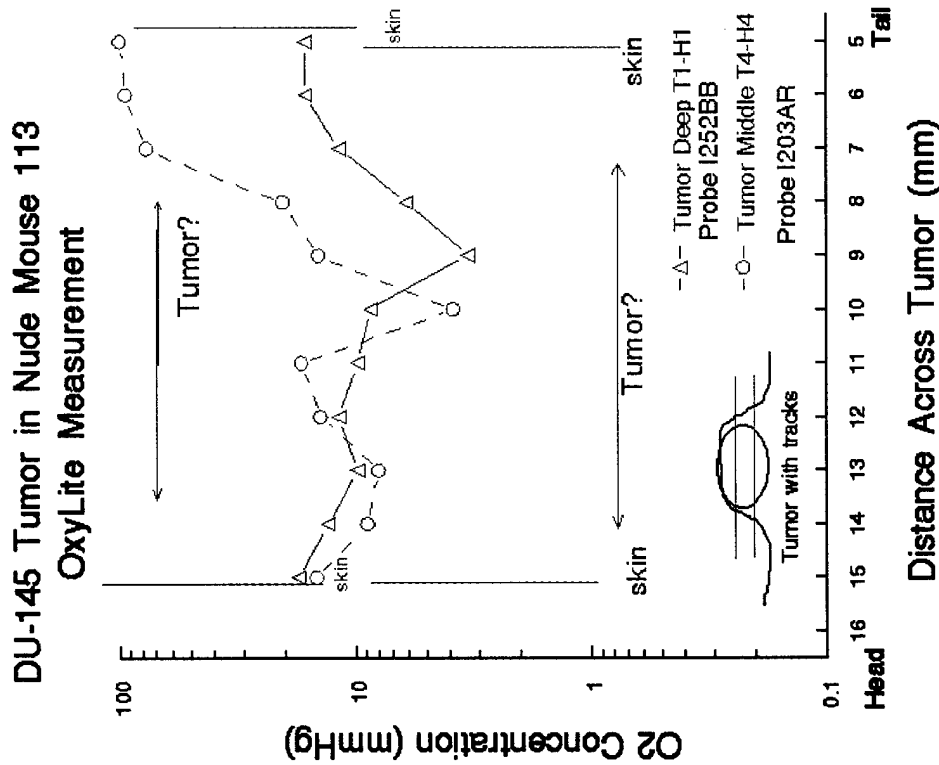 DU-145 Tumor in Nude Mouse 113
OxyLite Measurement
O2 Concentration (mmHg)
100
10
1
0.1
skin
skin
skin
skin
Tumor?
Tumor?
Tumor Deep T1-H1
Probe I252BB
Tumor Middle T4-H4
Probe I203AR
Tumor with tracks
16
15
14
13
12
11
10
9
8
7
6
5
Head
Tail
Distance Across Tumor (mm)